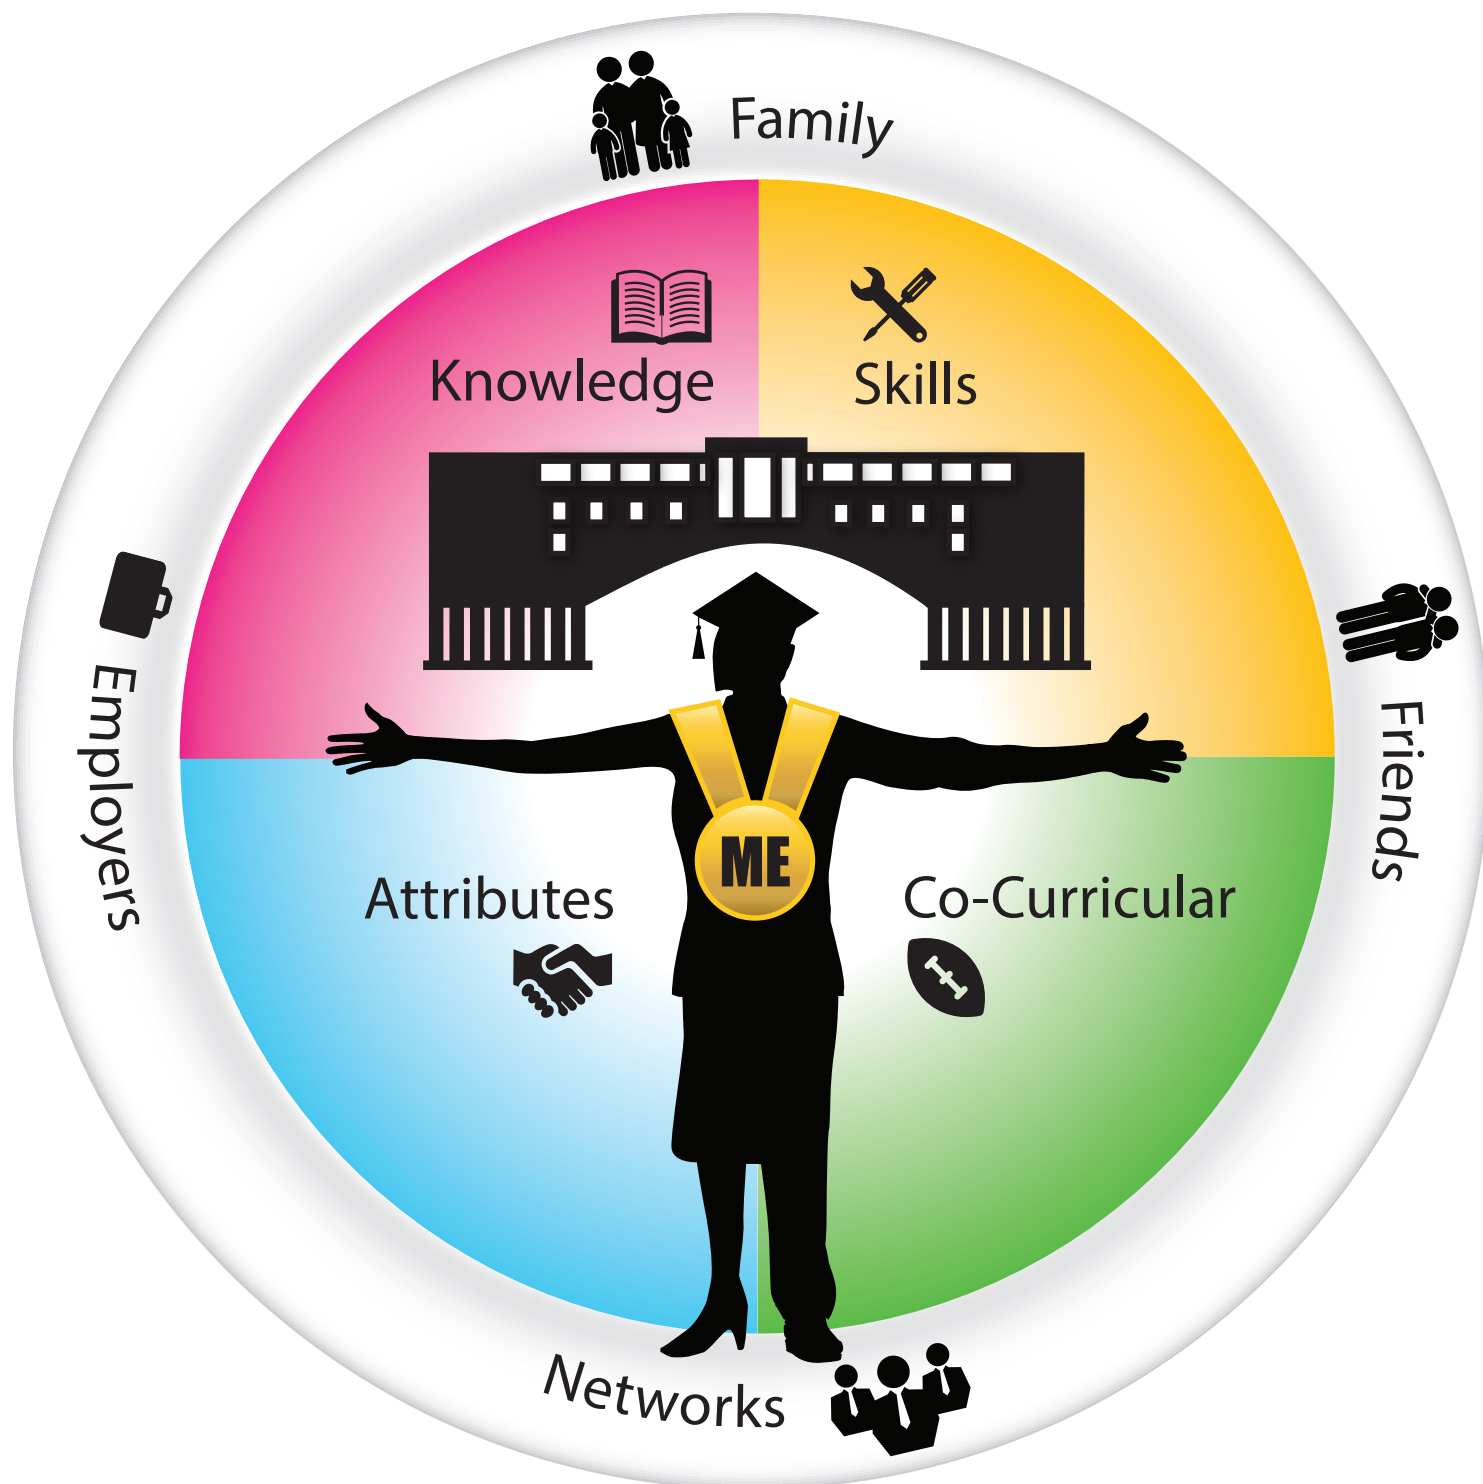 Family
Knowledge
Skills
Employers
Friends
ME
Attributes
Co-Curricular
Networks